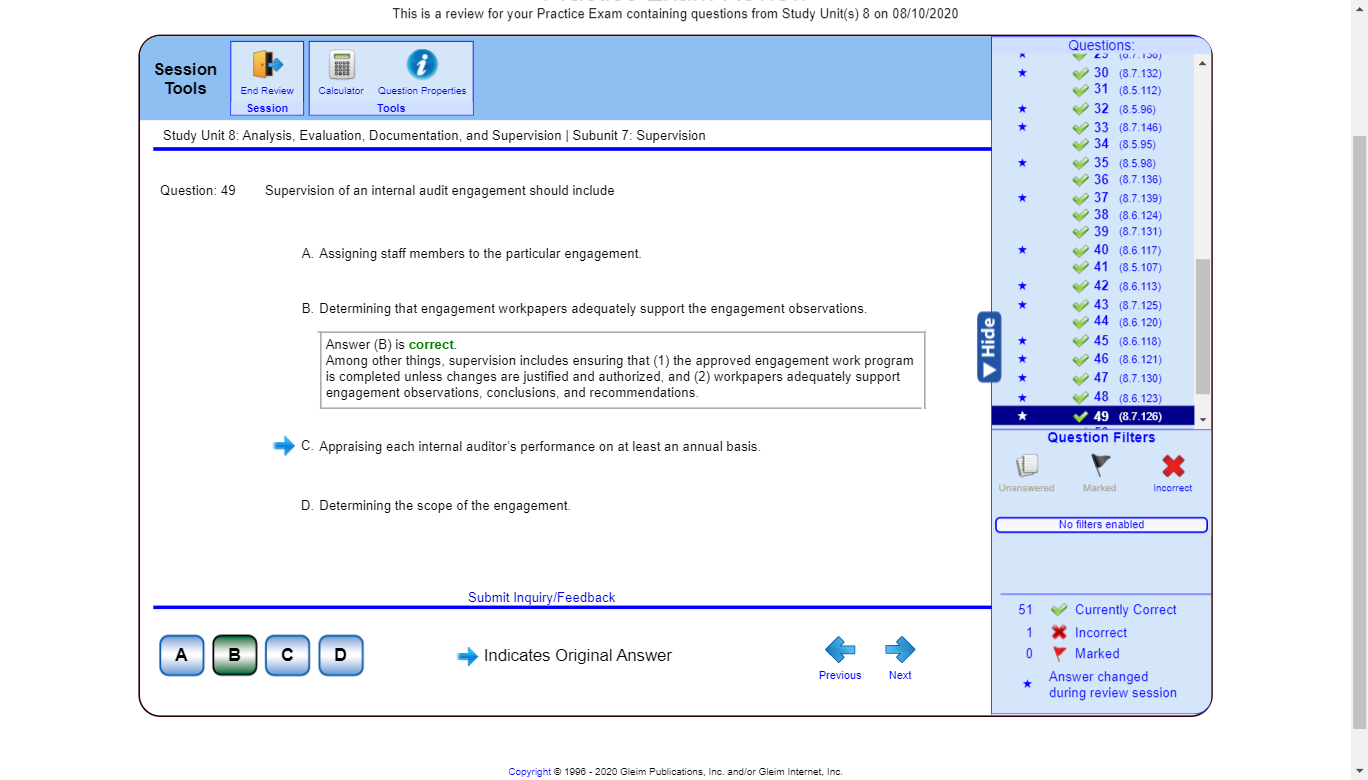 This is a review for your Practice Exam containing questions from Study Unit(s) 8 on 08/10/2020
Session
Tools
End Review
Session
Calculator
Question Properties
Tools
Study Unit 8: Analysis, Evaluation, Documentation, and Supervision | Subunit 7: Supervision
Question: 49 Supervision of an internal audit engagement should include
A. Assigning staff members to the particular engagement.
B. Determining that engagement workpapers adequately support the engagement observations.
Answer (B) is correct.
Among other things, supervision includes ensuring that (1) the approved engagement work program
is completed unless changes are justified and authorized, and (2) workpapers adequately support
engagement observations, conclusions, and recommendations.
C. Appraising each internal auditor's performance on at least an annual basis.
D. Determining the scope of the engagement.
Submit Inquiry/Feedback
A B C D
Indicates Original Answer
Previous
Next
Hide
Questions:
30 (8.7.132)
31 (8.5.112)
32 (8.5.96)
33 (8.7.146)
34 (8.5.95)
35 (8.5.98)
36 (8.7.136)
37 (8.7.139)
38 (8.6.124)
39 (8.7.131)
40 (8.6.117)
41 (8.5.107)
42 (8.6.113)
43 (8.7.125)
44 (8.6.120)
45 (8.6.118)
46 (8.6.121)
47 (8.7.130)
48 (8.6.123)
49 (8.7.126)
Question Filters
Unanswered
Marked
Incorrect
No filters enabled
51 Currently Correct
1 Incorrect
0 Marked
Answer changed
during review session
Copyright © 1996 - 2020 Gleim Publications, Inc. and/or Gleim Internet, Inc.